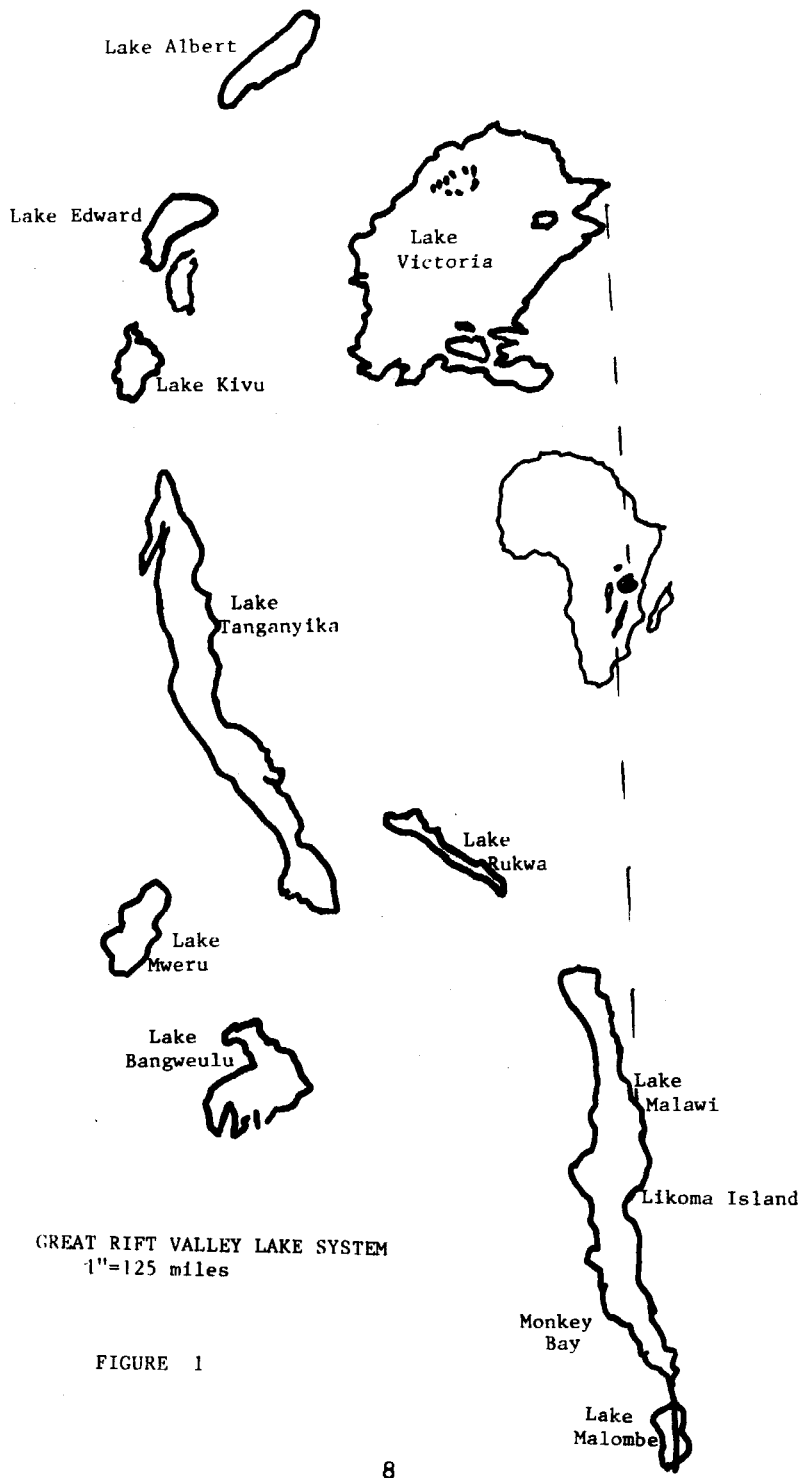 Lake Albert
Lake Edward
Lake
Victoria
Lake Kivu
Lake
Tanganyika
Lake
Rukwa
Lake
Mweru
Lake
Bangweulu
Lake
Malawi
Likoma Island
GREAT RIFT VALLEY LAKE SYSTEM
1"=125 miles
Monkey
Bay
FIGURE 1
Lake
Malombe
8